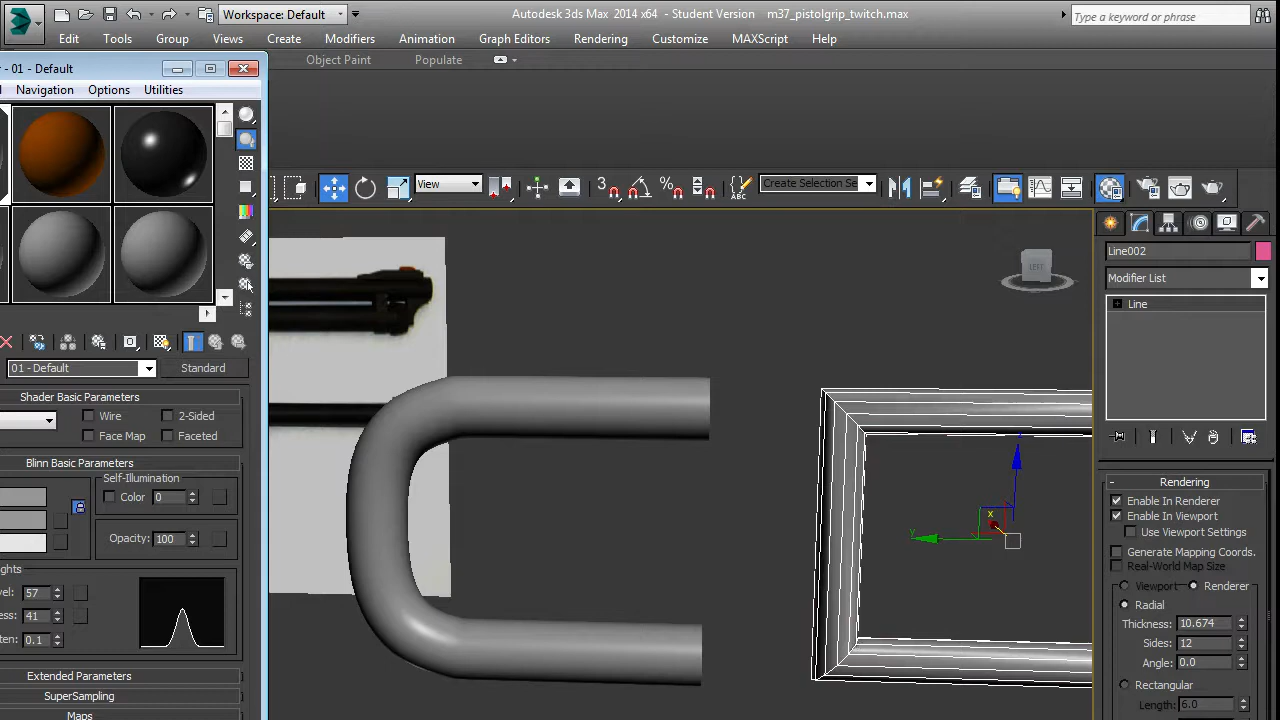 Workspace: Default
Autodesk 3ds Max 2014 x64 - Student Version m37_pistolgrip_twitch.max
Type a keyword or phrase
Edit Tools Group Views Create Modifiers Animation Graph Editors Rendering Customize MAXScript Help
Object Paint Populate
- 01 - Default
Navigation Options Utilities
View
3
ABC
Create Selection Se
LEFT
Line002
Modifier List
Line
01 - Default Standard
Shader Basic Parameters
Wire 2-Sided
Face Map Faceted
Blinn Basic Parameters
Self-Illumination
Color 0
Opacity: 100
57
41
0.1
Extended Parameters
SuperSampling
Maps
x
y
z
Rendering
Enable In Renderer
Enable In Viewport
Use Viewport Settings
Generate Mapping Coords.
Real-World Map Size
Viewport Renderer
Radial
Thickness: 10.674
Sides: 12
Angle: 0.0
Rectangular
Length: 6.0